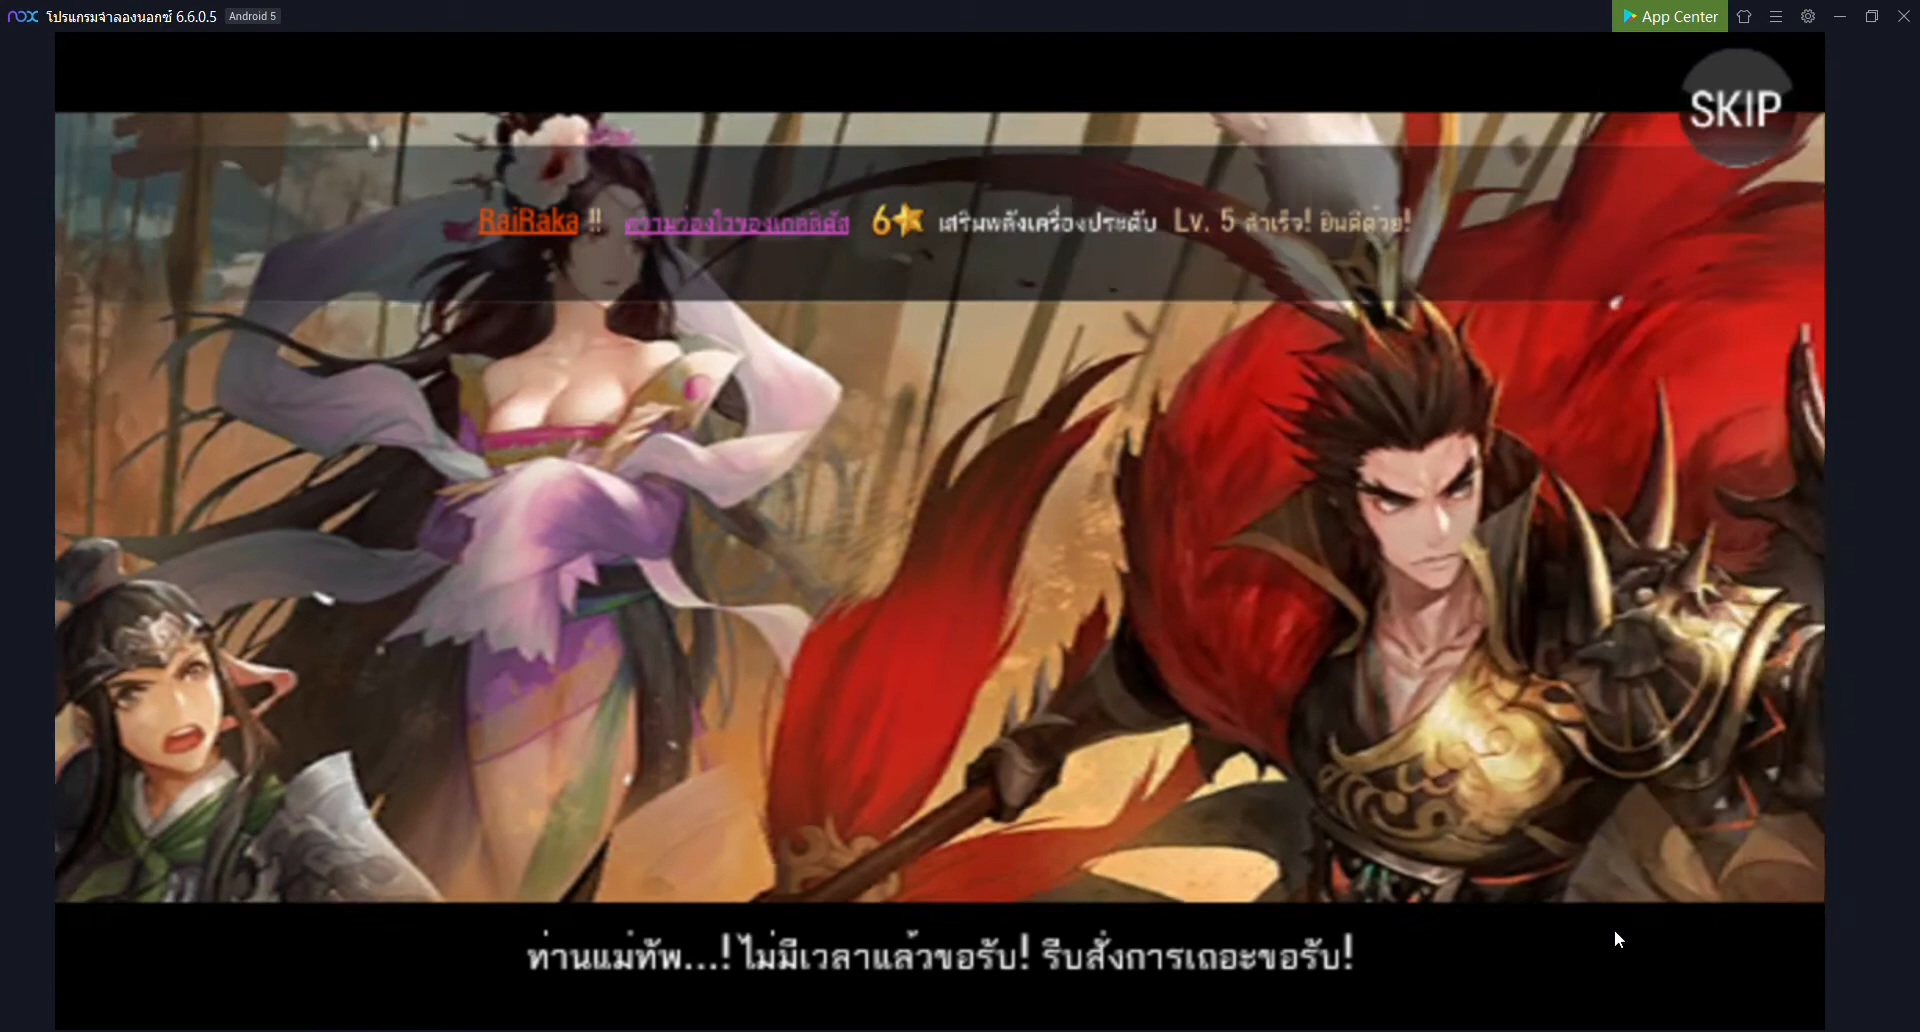 nox โปรแกรมจำลองนอกซ์ 6.6.0.5 Android 5 App Center
SKIP
RaiRaka !! ความว่องไวของเกลลิดัส 6 เสริมพลังเครื่องประดับ Lv. 5 สำเร็จ! ยินดีด้วย!
ท่านแม่ทัพ...! ไม่มีเวลาแล้วขอรับ! รีบสั่งการเถอะขอรับ!